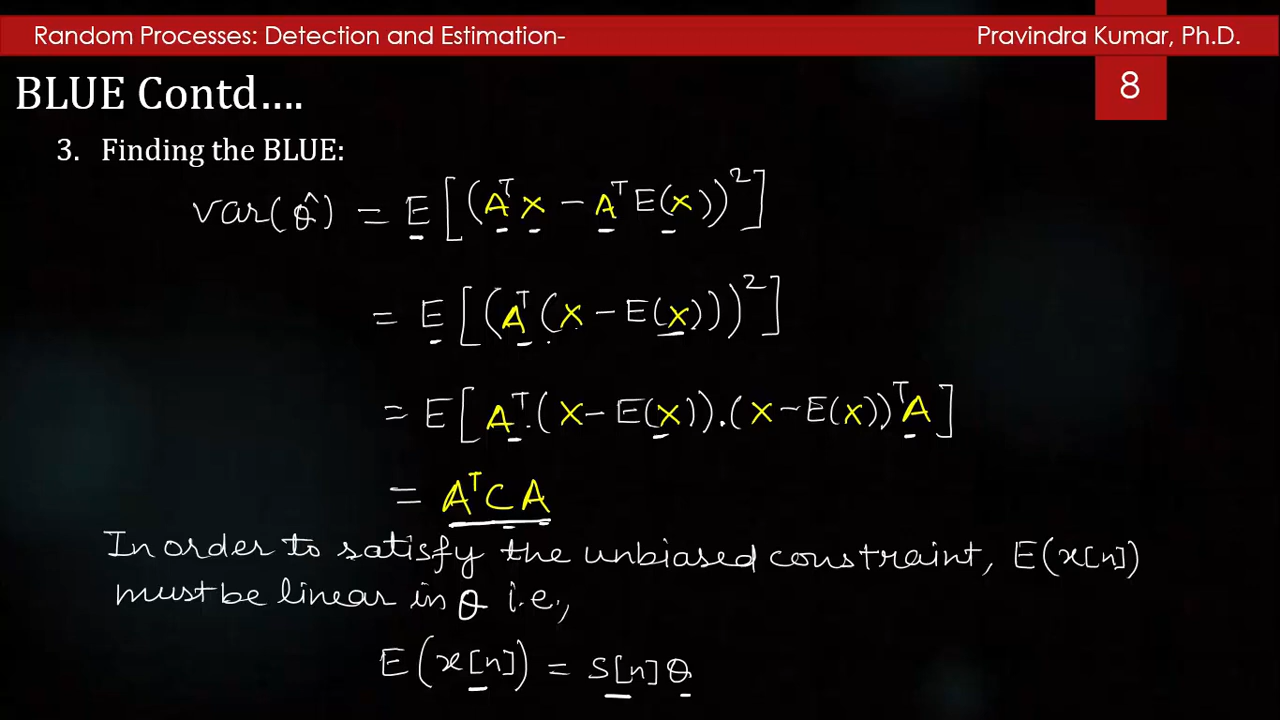 Random Processes: Detection and Estimation- Pravindra Kumar, Ph.D.
8
BLUE Contd….
3. Finding the BLUE:
var(θ̂) = E[(Aᵀx − AᵀE(x))²]
= E[(Aᵀ(x − E(x)))²]
= E[Aᵀ.(x − E(x)).(x − E(x))ᵀA]
= AᵀCA
In order to satisfy the unbiased constraint, E(x[n])
must be linear in θ i.e.,
E(x[n]) = s[n]θ